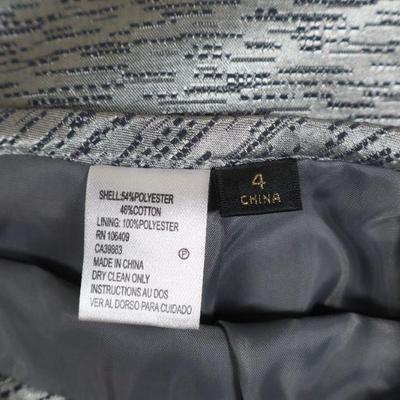 SHELL:54%POLYESTER
46%COTTON
LINING: 100%POLYESTER
RN 106409
CA39883
MADE IN CHINA
DRY CLEAN ONLY
INSTRUCTIONS AU DOS
VER AL DORSO PARA CUIDADO
P
4
CHINA